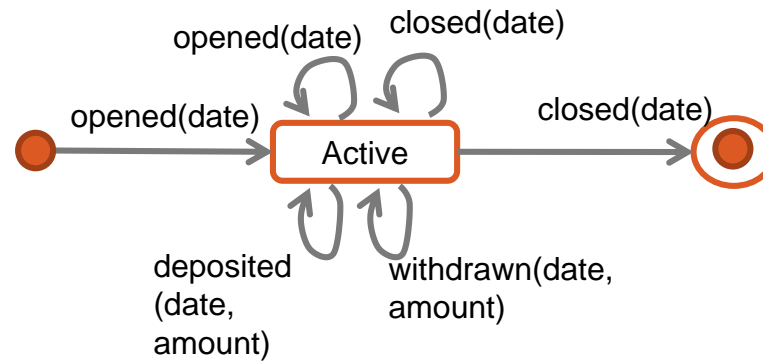 opened(date)
closed(date)
opened(date)
closed(date)
Active
deposited
(date,
amount)
withdrawn(date,
amount)